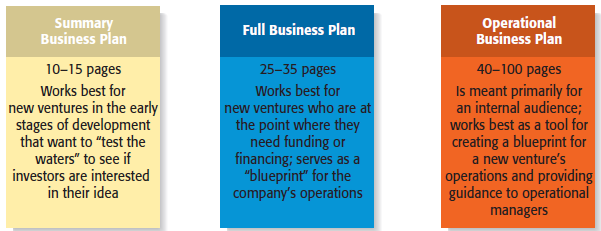 Summary
Business Plan
10–15 pages
Works best for
new ventures in the early
stages of development
that want to “test the
waters” to see if
investors are interested
in their idea
Full Business Plan
25–35 pages
Works best for
new ventures who are at
the point where they
need funding or
financing; serves as a
“blueprint” for the
company’s operations
Operational
Business Plan
40–100 pages
Is meant primarily for
an internal audience;
works best as a tool for
creating a blueprint for
a new venture’s
operations and providing
guidance to operational
managers